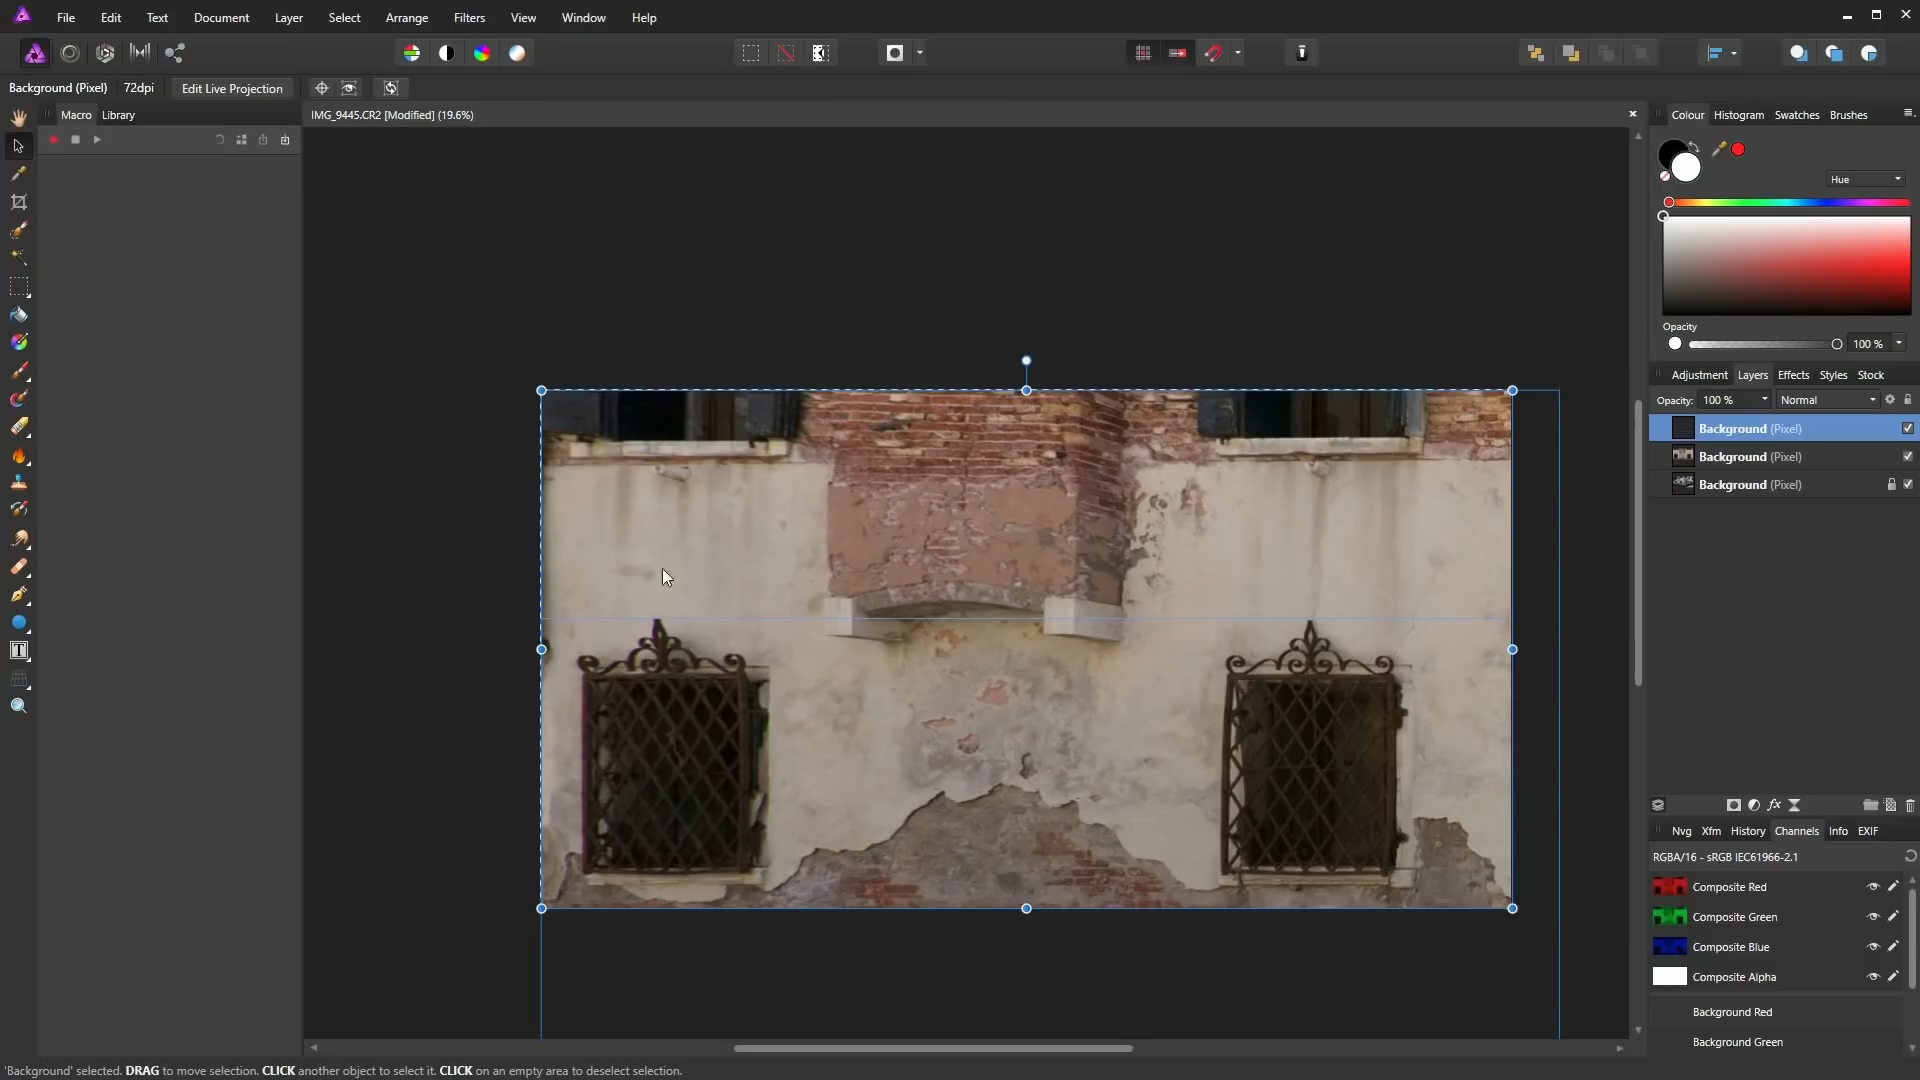 File Edit Text Document Layer Select Arrange Filters View Window Help
Background (Pixel) 72dpi Edit Live Projection
Macro Library
IMG_9445.CR2 [Modified] (19.6%)
Colour Histogram Swatches Brushes
Hue
Opacity
100 %
Adjustment Layers Effects Styles Stock
Opacity: 100 % Normal
Background (Pixel)
Background (Pixel)
Background (Pixel)
fx
Nvg Xfm History Channels Info EXIF
RGBA/16 - sRGB IEC61966-2.1
Composite Red
Composite Green
Composite Blue
Composite Alpha
Background Red
Background Green
T
'Background' selected. DRAG to move selection. CLICK another object to select it. CLICK on an empty area to deselect selection.